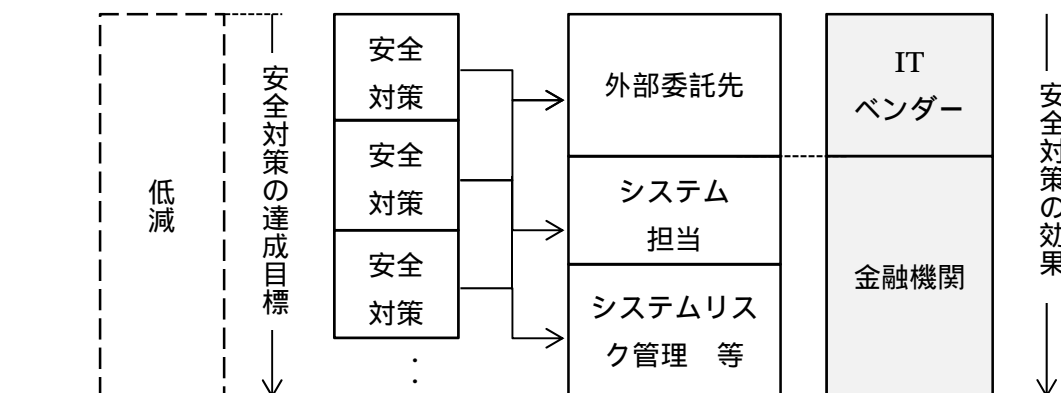 低減
安全対策の達成目標
安全
対策
安全
対策
安全
対策
・
・
外部委託先
システム
担当
システムリス
ク管理　等
IT
ベンダー
金融機関
安全対策の効果